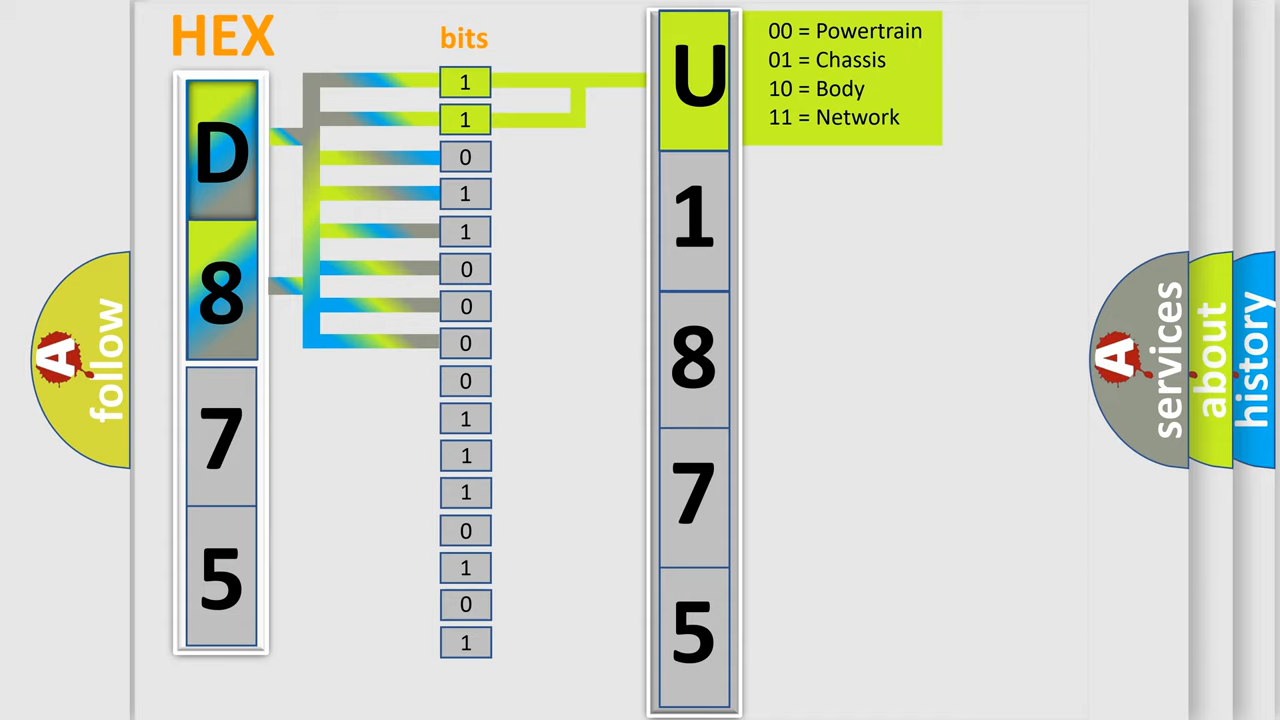 HEX
bits
D
8
7
5
1
1
0
1
1
0
0
0
0
1
1
1
0
1
0
1
U
1
8
7
5
00 = Powertrain
01 = Chassis
10 = Body
11 = Network
A
follow
A
services
about
history